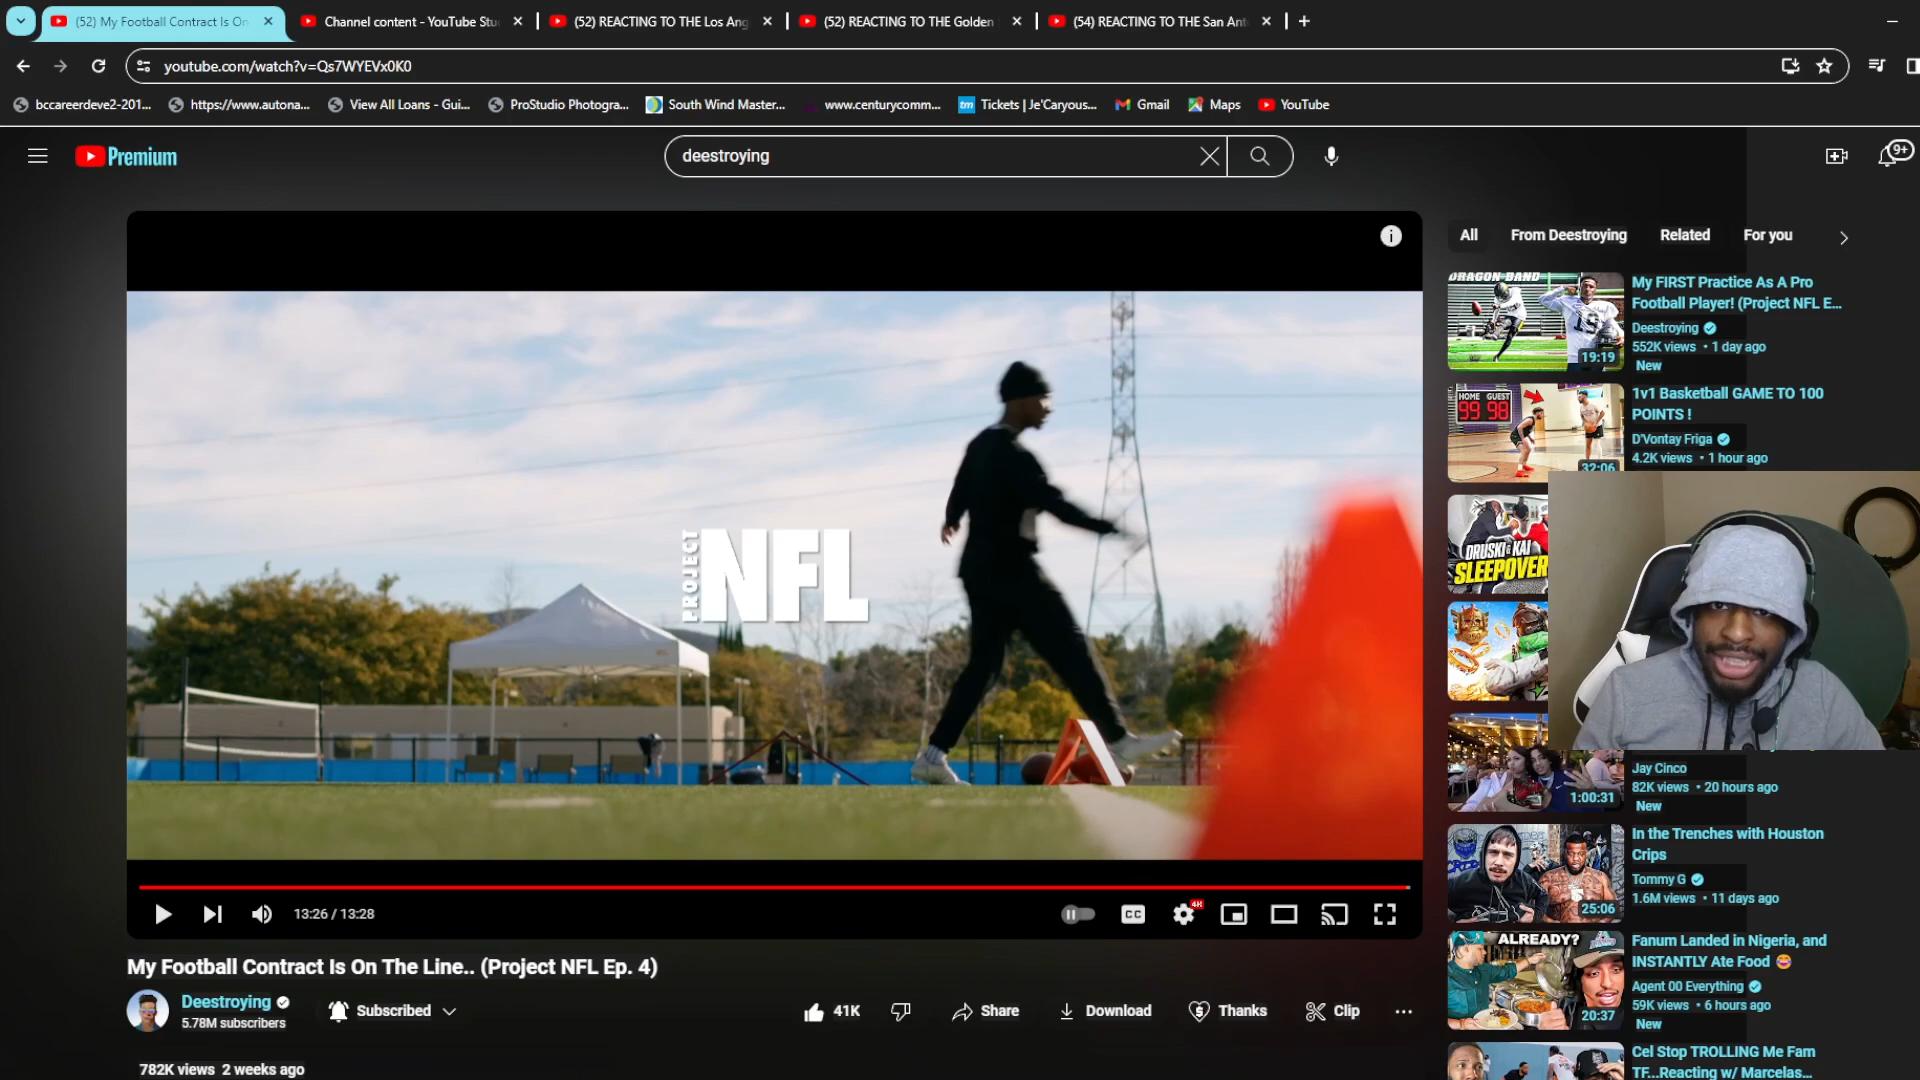 (52) My Football Contract Is On
Channel content - YouTube Stu
(52) REACTING TO THE Los Ang
(52) REACTING TO THE Golden
(54) REACTING TO THE San Ant
youtube.com/watch?v=Qs7WYEVx0K0
bccareerdeve2-201...
https://www.autona...
View All Loans - Gui...
ProStudio Photogra...
South Wind Master...
www.centurycomm...
tm Tickets | Je'Caryous...
Gmail
Maps
YouTube
Premium
deestroying
9+
All
From Deestroying
Related
For you
DRAGON BAND
19
19:19
My FIRST Practice As A Pro
Football Player! (Project NFL E...
Deestroying
552K views • 1 day ago
New
HOME GUEST
99 98
32:06
1v1 Basketball GAME TO 100
POINTS !
D'Vontay Friga
4.2K views • 1 hour ago
DRUSKI & KAI
SLEEPOVER
PROJECT
NFL
1:00:31
Jay Cinco
82K views • 20 hours ago
New
25:06
In the Trenches with Houston
Crips
Tommy G
1.6M views • 11 days ago
ALREADY?
20:37
Fanum Landed in Nigeria, and
INSTANTLY Ate Food 😂
Agent 00 Everything
59K views • 6 hours ago
New
Cel Stop TROLLING Me Fam
TF...Reacting w/ Marcelas...
13:26 / 13:28
CC
4K
My Football Contract Is On The Line.. (Project NFL Ep. 4)
Deestroying
5.78M subscribers
Subscribed
41K
Share
Download
Thanks
Clip
782K views 2 weeks ago